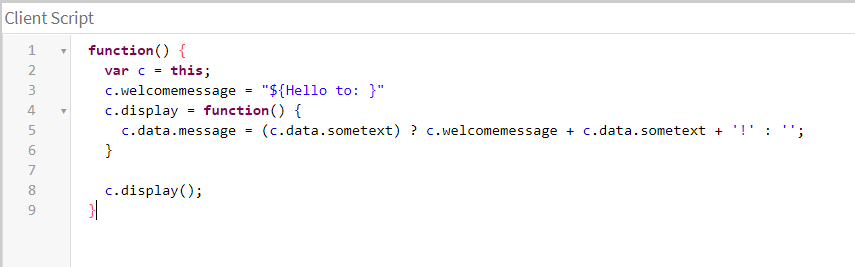 Client Script
1 function() {
2 var c = this;
3 c.welcomemessage = "${Hello to: }"
4 c.display = function() {
5 c.data.message = (c.data.sometext) ? c.welcomemessage + c.data.sometext + '!' : '';
6 }
7
8 c.display();
9 }